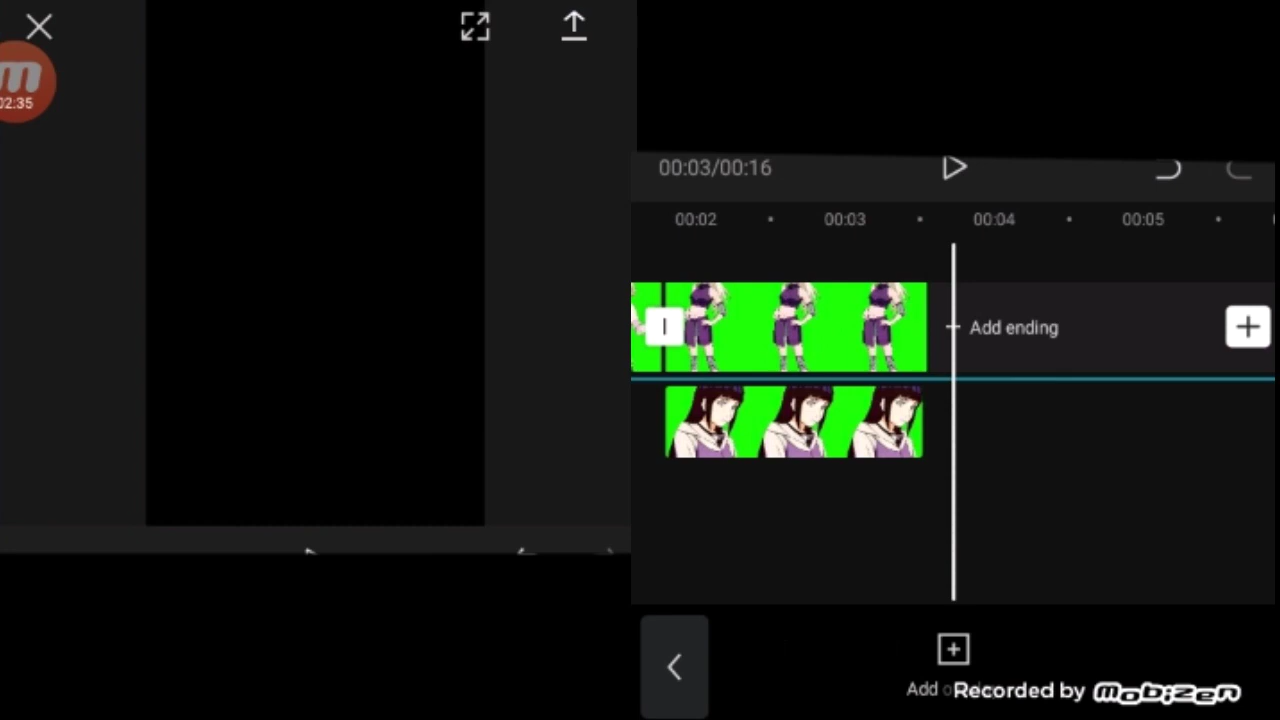 02:35
00:03/00:16
00:02 00:03 00:04 00:05
Add ending
Add
Recorded by Mobizen